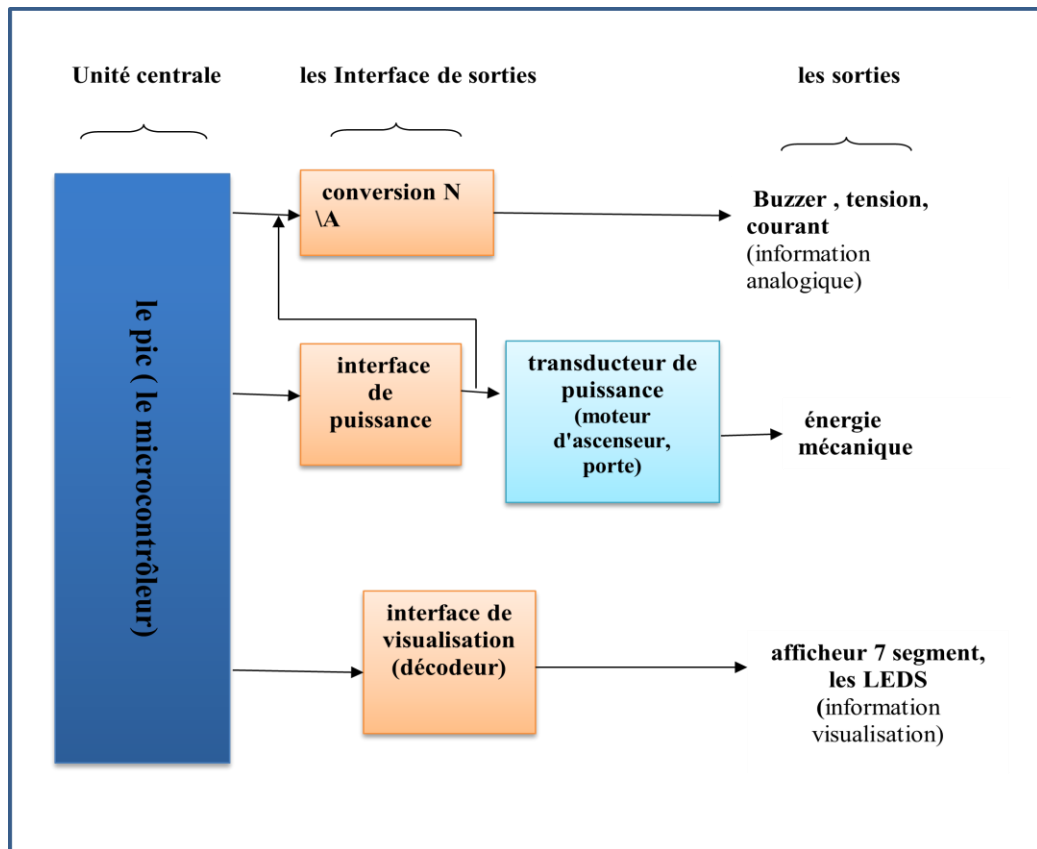 Unité centrale
les Interface de sorties
les sorties
le pic ( le microcontrôleur)
conversion N
\A
Buzzer , tension,
courant
(information
analogique)
interface
de
puissance
transducteur de
puissance
(moteur
d'ascenseur,
porte)
énergie
mécanique
interface de
visualisation
(décodeur)
afficheur 7 segment,
les LEDS
(information
visualisation)